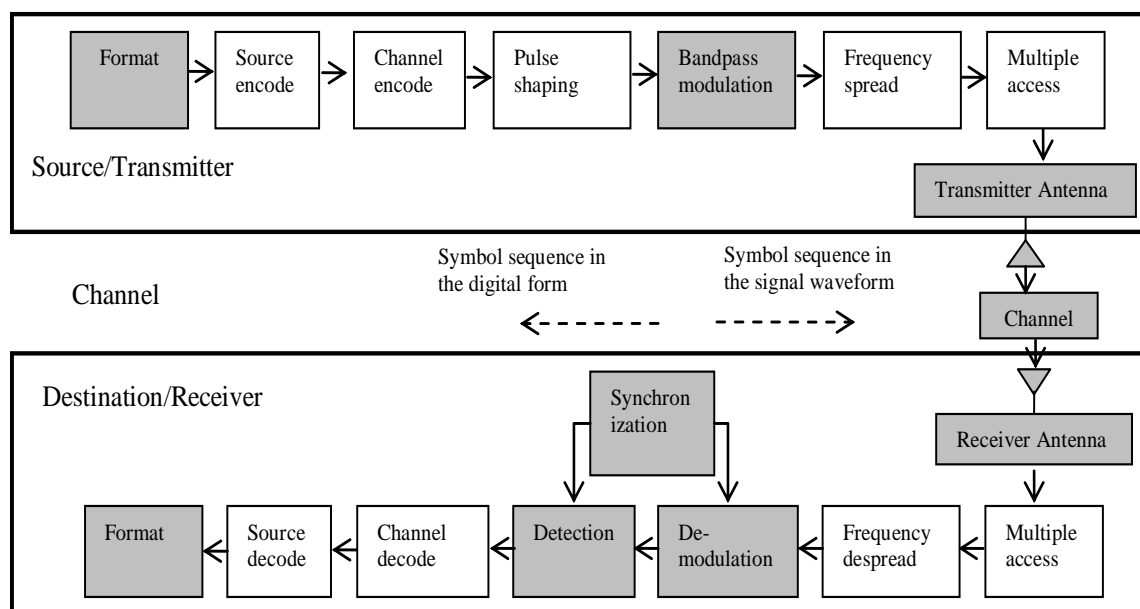 Format
Source
encode
Channel
encode
Pulse
shaping
Bandpass
modulation
Frequency
spread
Multiple
access
Source/Transmitter
Transmitter Antenna
Symbol sequence in
the digital form
Symbol sequence in
the signal waveform
Channel
Channel
Destination/Receiver
Synchron
ization
Receiver Antenna
Format
Source
decode
Channel
decode
Detection
De-
modulation
Frequency
despread
Multiple
access